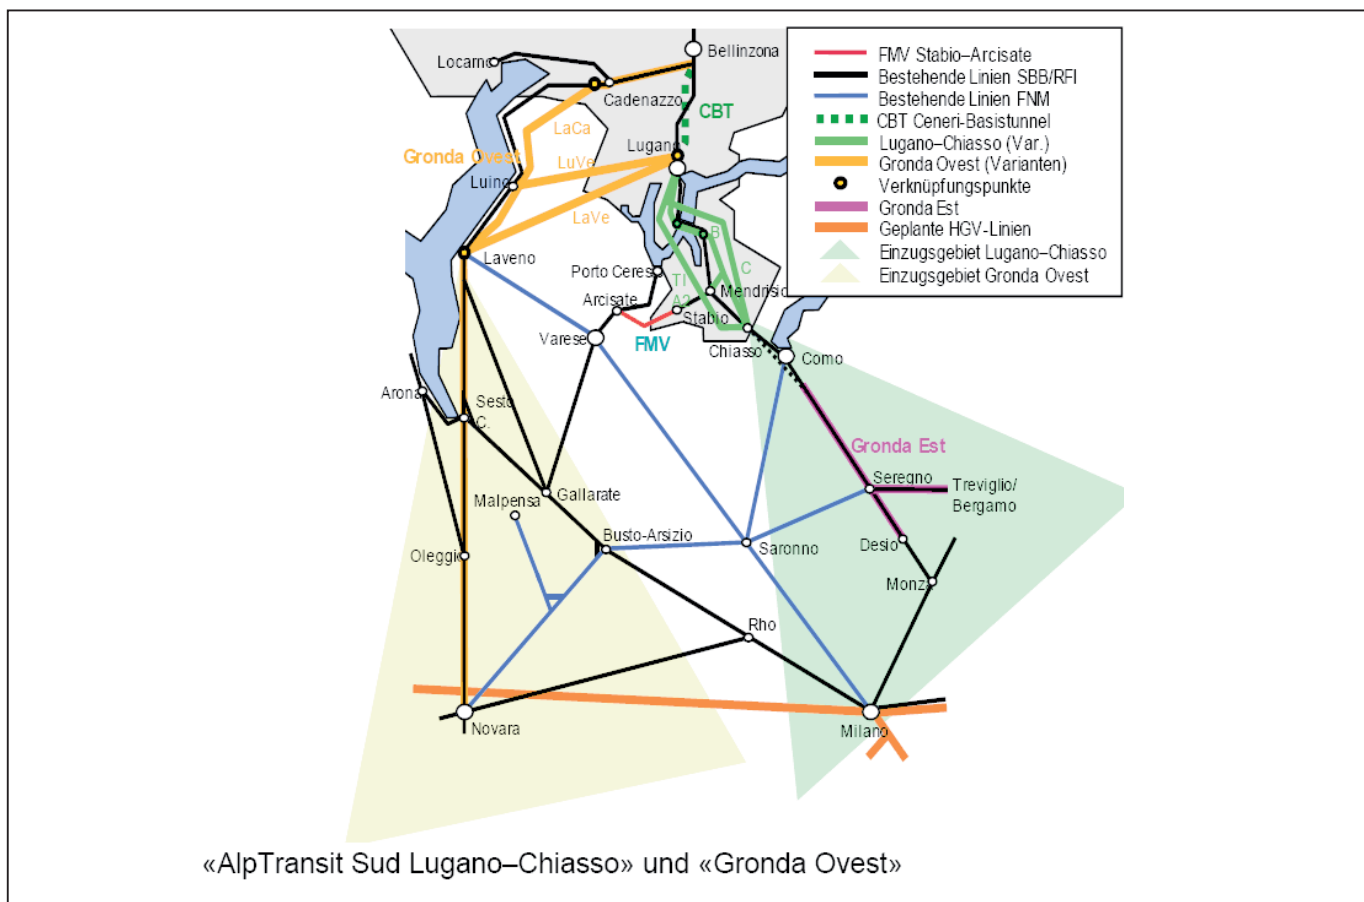 Bellinzona
Locarno
Cadenazzo
CBT
LaCa
Lugano
Gronda Ovest
LuVe
Luino
LaVe
B
Laveno
Porto Ceresio
C
T1
Mendrisio
Arcisate
A2
Stabio
Varese
FMV
Chiasso
Como
Arona
Sesto
C.
Gronda Est
Seregno
Treviglio/
Bergamo
Malpensa
Gallarate
Busto-Arsizio
Saronno
Desio
Oleggio
Monza
Rho
Novara
Milano
FMV Stabio–Arcisate
Bestehende Linien SBB/RFI
Bestehende Linien FNM
CBT Ceneri-Basistunnel
Lugano–Chiasso (Var.)
Gronda Ovest (Varianten)
Verknüpfungspunkte
Gronda Est
Geplante HGV-Linien
Einzugsgebiet Lugano–Chiasso
Einzugsgebiet Gronda Ovest
«AlpTransit Sud Lugano–Chiasso» und «Gronda Ovest»